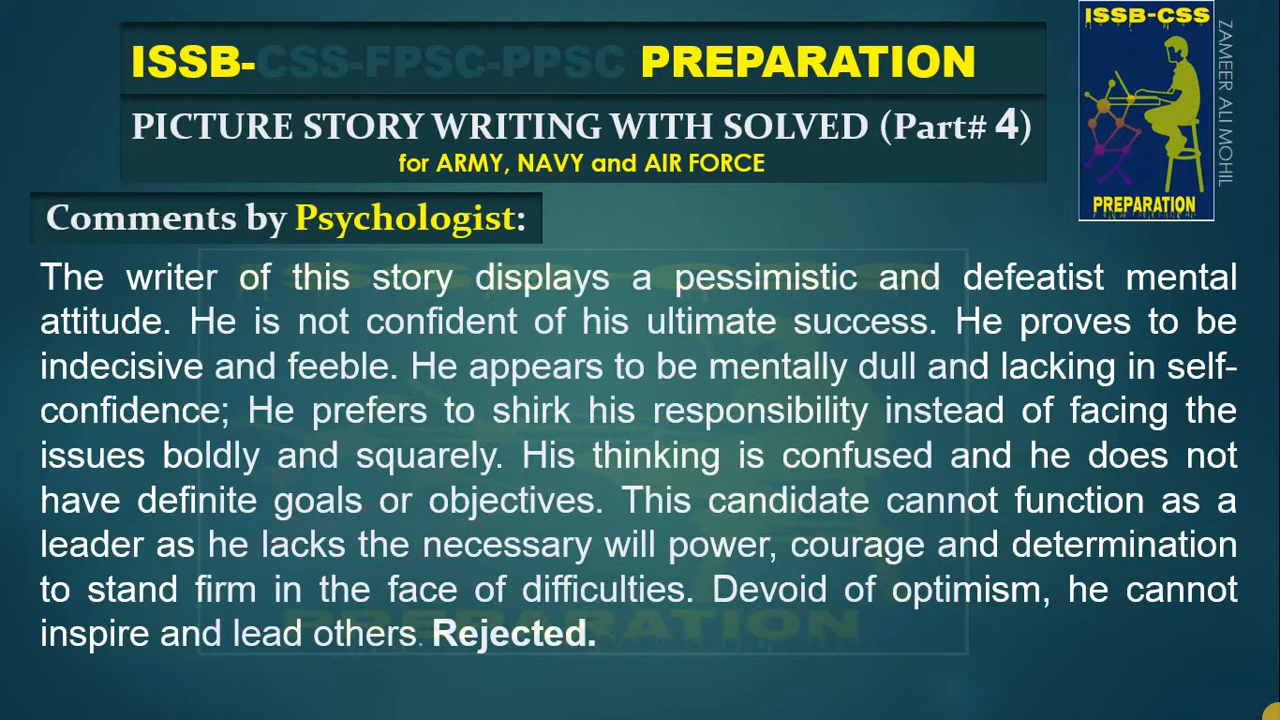 ISSB-CSS-FPSC-PPSC PREPARATION
PICTURE STORY WRITING WITH SOLVED (Part# 4)
for ARMY, NAVY and AIR FORCE
ISSB-CSS
PREPARATION
ZAMEER ALI MOHIL
Comments by Psychologist:
The writer of this story displays a pessimistic and defeatist mental
attitude. He is not confident of his ultimate success. He proves to be
indecisive and feeble. He appears to be mentally dull and lacking in self-
confidence; He prefers to shirk his responsibility instead of facing the
issues boldly and squarely. His thinking is confused and he does not
have definite goals or objectives. This candidate cannot function as a
leader as he lacks the necessary will power, courage and determination
to stand firm in the face of difficulties. Devoid of optimism, he cannot
inspire and lead others. Rejected.
ISSB-CSS
PREPARATION